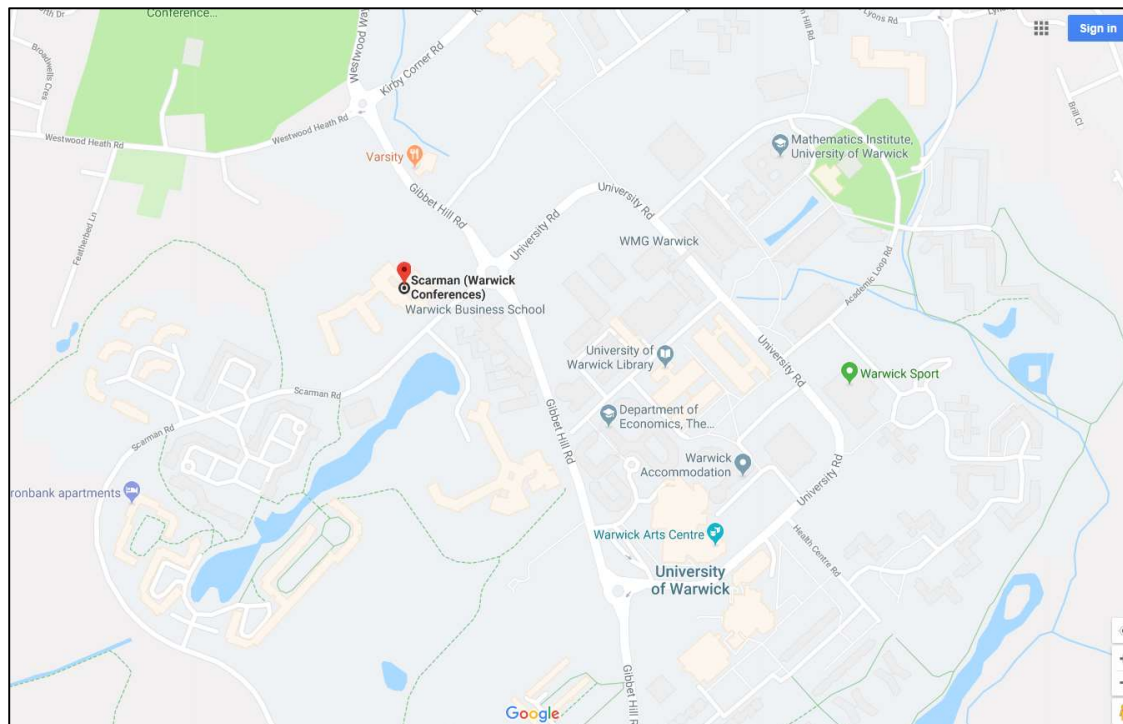 Conference...
Westwood Way
Kirby Corner Rd
Lyons Rd
Hill Rd
Sign in
Broadwells Cres
Westwood Heath Rd
Westwood Heath Rd
Brill Cl
Varsity
Mathematics Institute,
University of Warwick
Gibbet Hill Rd
University Rd
University Rd
Featherbed Ln
WMG Warwick
Scarman (Warwick
Conferences)
Warwick Business School
Academic Loop Rd
University of
Warwick Library
University Rd
Warwick Sport
Scarman Rd
Scarman Rd
Gibbet Hill Rd
Department of
Economics, The...
Warwick
Accommodation
University Rd
ronbank apartments
Warwick Arts Centre
Health Centre Rd
University
of Warwick
Gibbet Hill R
Google